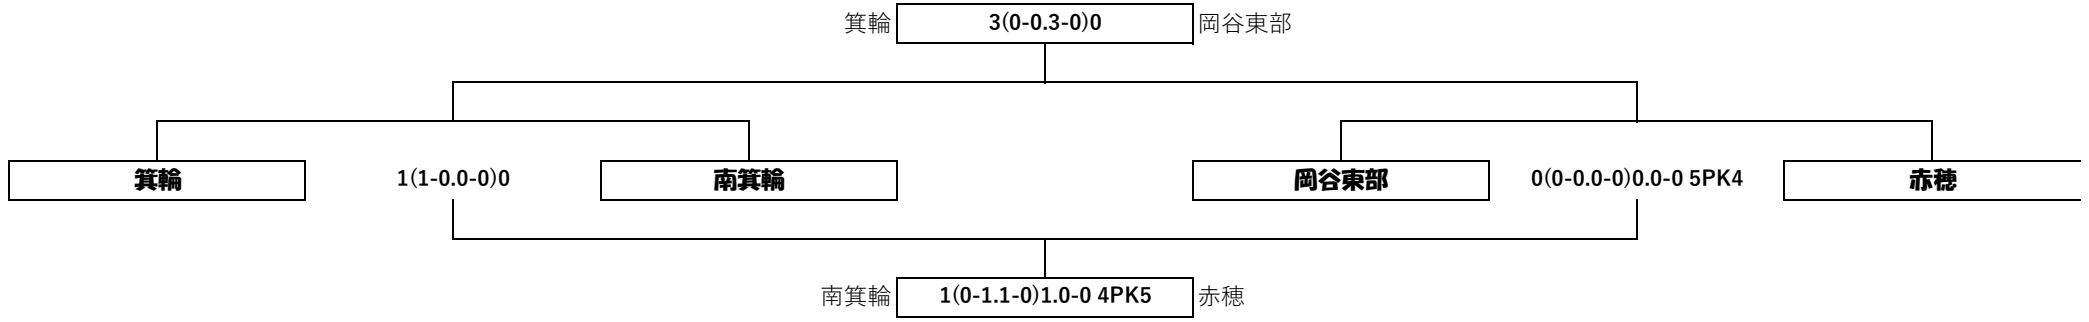 箕輪 3(0-0.3-0)0 岡谷東部
箕輪 1(1-0.0-0)0 南箕輪 岡谷東部 0(0-0.0-0)0.0-0 5PK4 赤穂
南箕輪 1(0-1.1-0)1.0-0 4PK5 赤穂